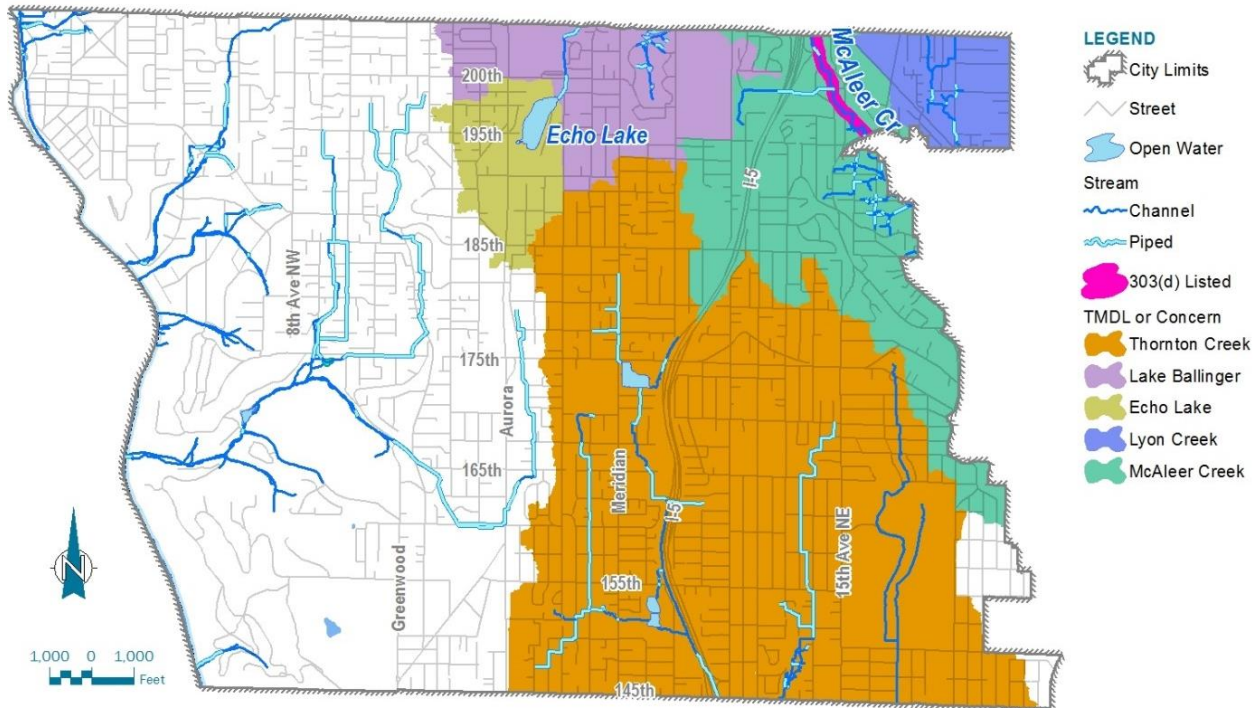 200th
195th
Echo Lake
McAleer Cr
I-5
185th
8th Ave NW
175th
Aurora
165th
Meridian
I-5
15th Ave NE
155th
Greenwood
145th
N
1,000 0 1,000
Feet
LEGEND
City Limits
Street
Open Water
Stream
Channel
Piped
303(d) Listed
TMDL or Concern
Thornton Creek
Lake Ballinger
Echo Lake
Lyon Creek
McAleer Creek